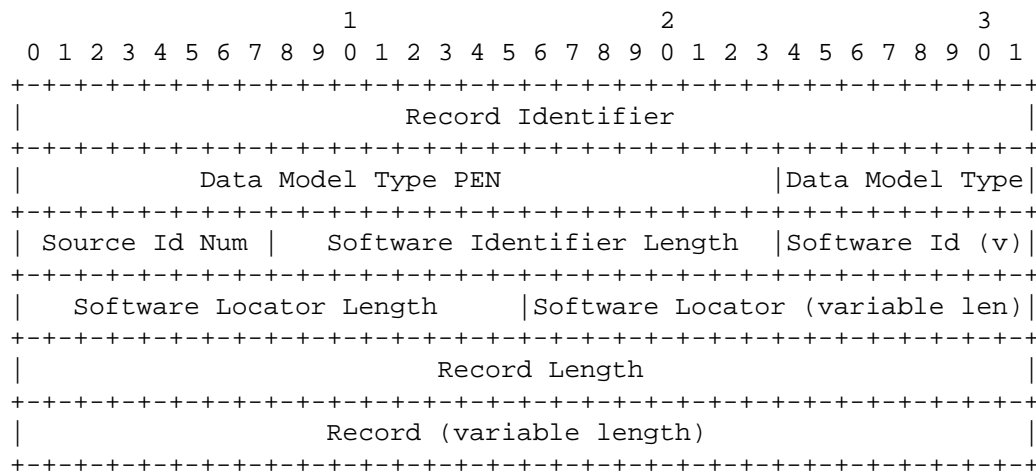 1                   2                   3
 0 1 2 3 4 5 6 7 8 9 0 1 2 3 4 5 6 7 8 9 0 1 2 3 4 5 6 7 8 9 0 1
+-+-+-+-+-+-+-+-+-+-+-+-+-+-+-+-+-+-+-+-+-+-+-+-+-+-+-+-+-+-+-+-+
|                        Record Identifier                      |
+-+-+-+-+-+-+-+-+-+-+-+-+-+-+-+-+-+-+-+-+-+-+-+-+-+-+-+-+-+-+-+-+
|           Data Model Type PEN                 |Data Model Type|
+-+-+-+-+-+-+-+-+-+-+-+-+-+-+-+-+-+-+-+-+-+-+-+-+-+-+-+-+-+-+-+-+
| Source Id Num |   Software Identifier Length  |Software Id (v)|
+-+-+-+-+-+-+-+-+-+-+-+-+-+-+-+-+-+-+-+-+-+-+-+-+-+-+-+-+-+-+-+-+
|   Software Locator Length     |Software Locator (variable len)|
+-+-+-+-+-+-+-+-+-+-+-+-+-+-+-+-+-+-+-+-+-+-+-+-+-+-+-+-+-+-+-+-+
|                          Record Length                        |
+-+-+-+-+-+-+-+-+-+-+-+-+-+-+-+-+-+-+-+-+-+-+-+-+-+-+-+-+-+-+-+-+
|                   Record (variable length)                    |
+-+-+-+-+-+-+-+-+-+-+-+-+-+-+-+-+-+-+-+-+-+-+-+-+-+-+-+-+-+-+-+-+